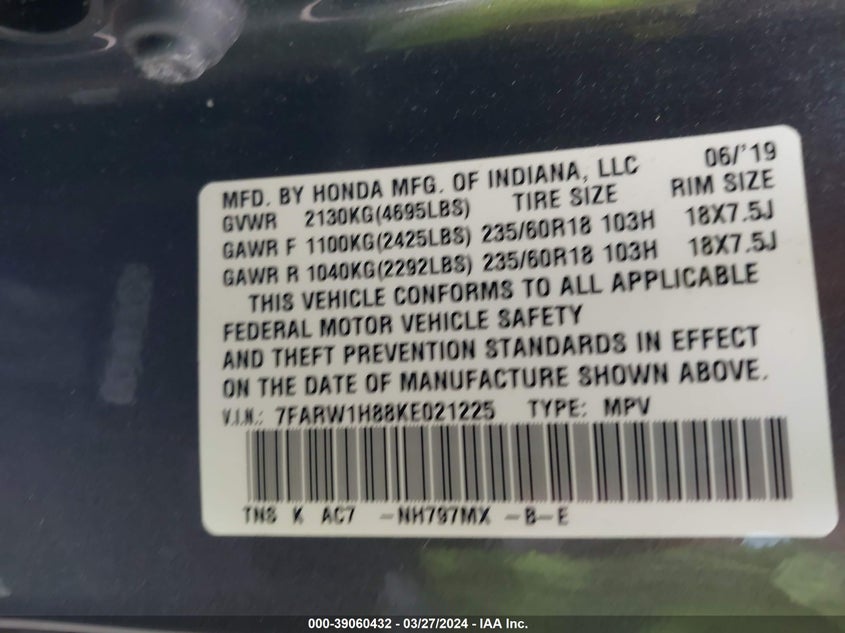 MFD. BY HONDA MFG. OF INDIANA, LLC 06/'19
GVWR 2130KG(4695LBS) TIRE SIZE RIM SIZE
GAWR F 1100KG(2425LBS) 235/60R18 103H 18X7.5J
GAWR R 1040KG(2292LBS) 235/60R18 103H 18X7.5J
THIS VEHICLE CONFORMS TO ALL APPLICABLE
FEDERAL MOTOR VEHICLE SAFETY
AND THEFT PREVENTION STANDARDS IN EFFECT
ON THE DATE OF MANUFACTURE SHOWN ABOVE.
V.I.N.: 7FARW1H88KE021225 TYPE: MPV
TNS K AC7 -NH797MX -B-E
000-39060432 - 03/27/2024 - IAA Inc.